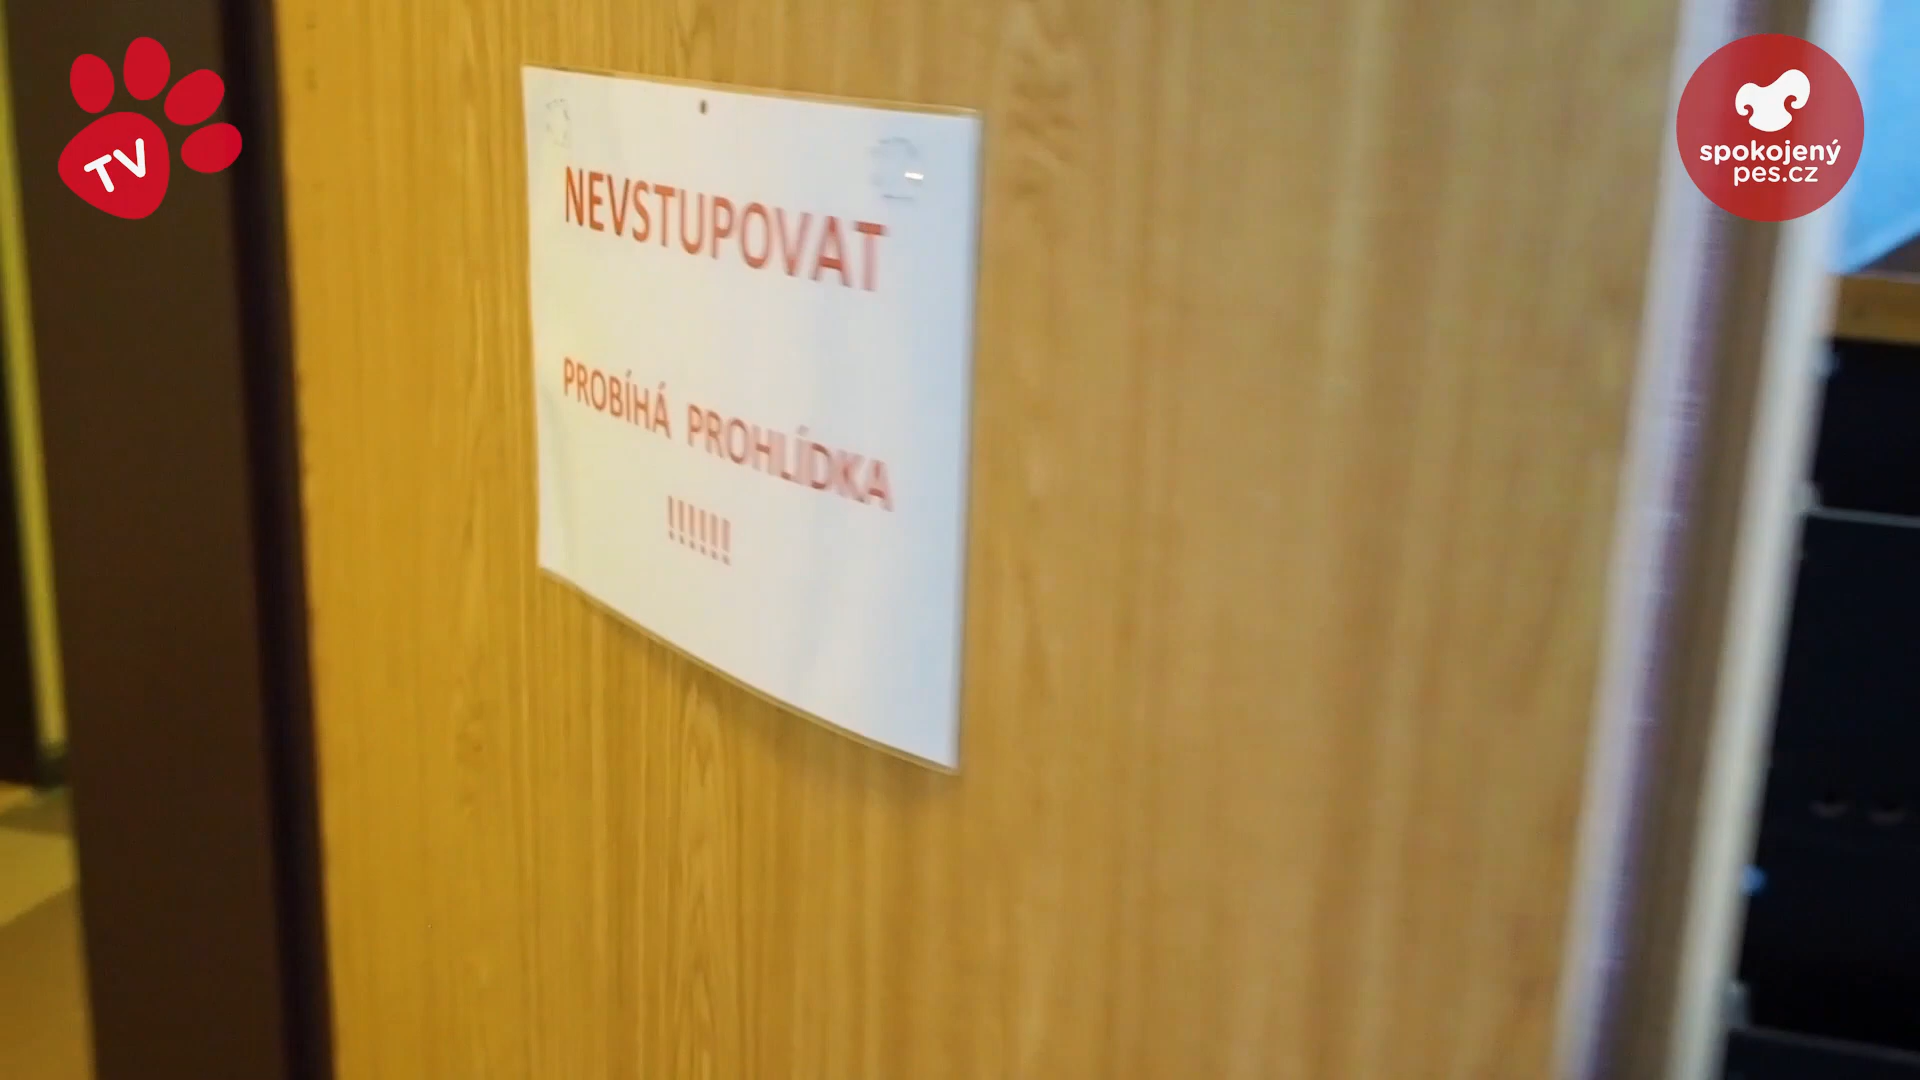 TV
spokojený
pes.cz
NEVSTUPOVAT
PROBÍHÁ PROHLÍDKA
!!!!!!